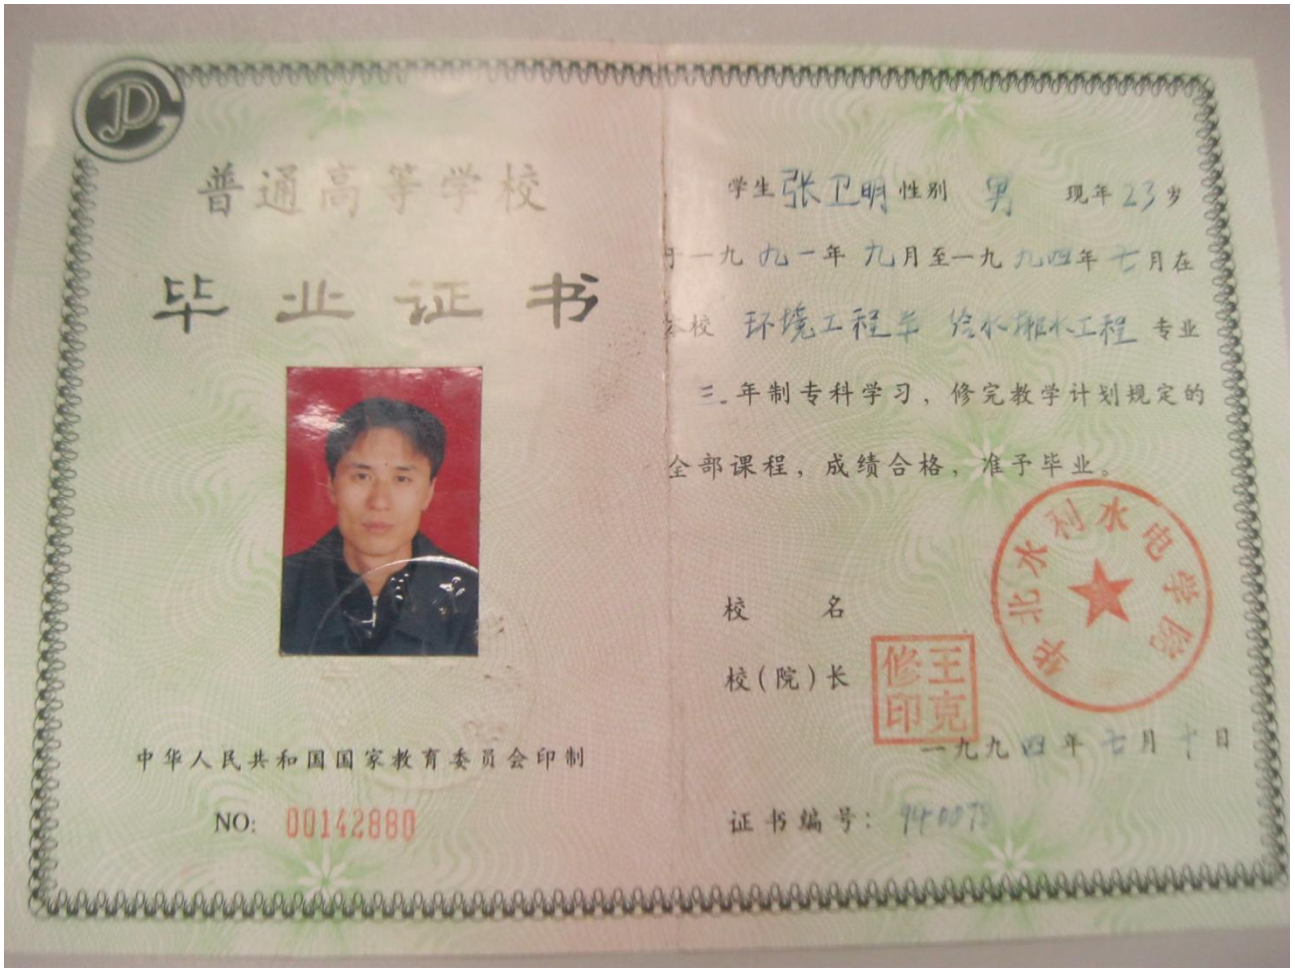 普通高等学校
毕业证书
中华人民共和国国家教育委员会印制
NO: 00142880
学生 张卫明 性别 男 现年 23 岁
于一九九一年九月至一九九四年七月在
本校 环境工程 给水排水工程 专业
三年制专科学习，修完教学计划规定的
全部课程，成绩合格，准予毕业。
华北水利水电学院
校名
校(院)长
王克修印
一九九四年七月十日
证书编号：